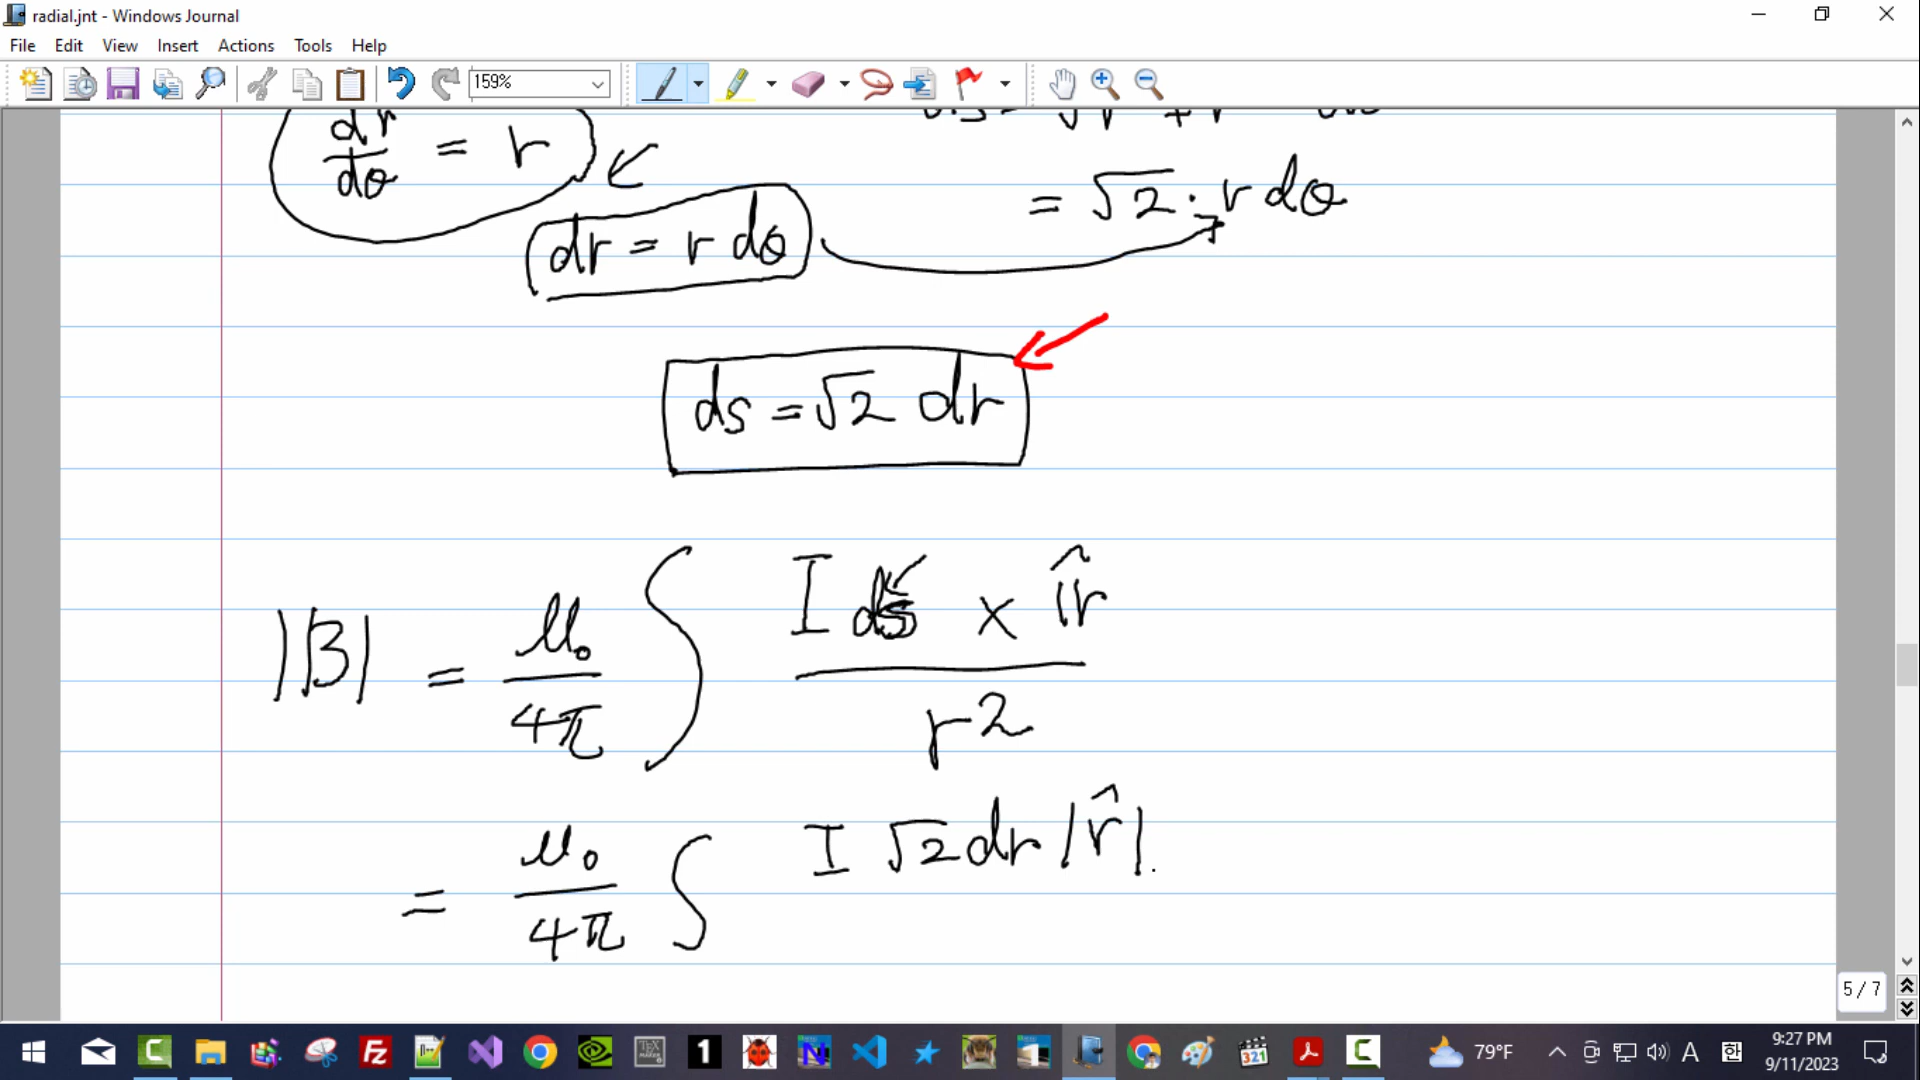 radial.jnt - Windows Journal
File Edit View Insert Actions Tools Help
159%
dr/dθ = r
= √2 · r dθ
dr = r dθ
ds = √2 dr
|B| = μ₀/4π ∫ I ds × r̂ / r²
= μ₀/4π ∫ I √2 dr |r̂| .
5 / 7
79°F
A
한
9:27 PM
9/11/2023